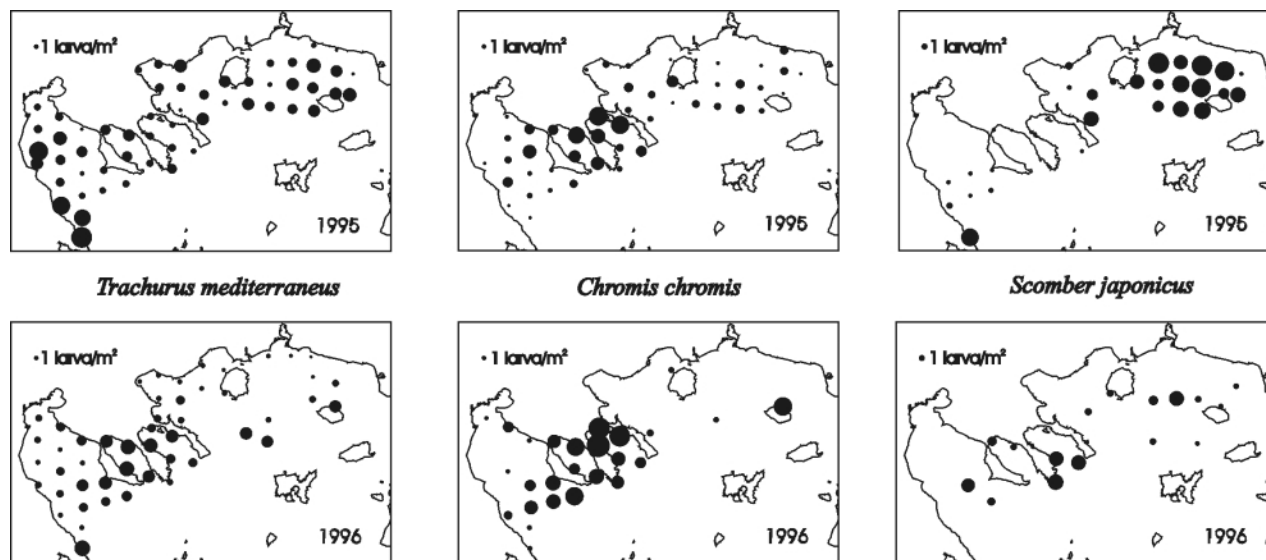 • 1 larva/m² • 1 larva/m² • 1 larva/m²
1995 1995 1995
Trachurus mediterraneus Chromis chromis Scomber japonicus
• 1 larva/m² • 1 larva/m² • 1 larva/m²
1996 1996 1996